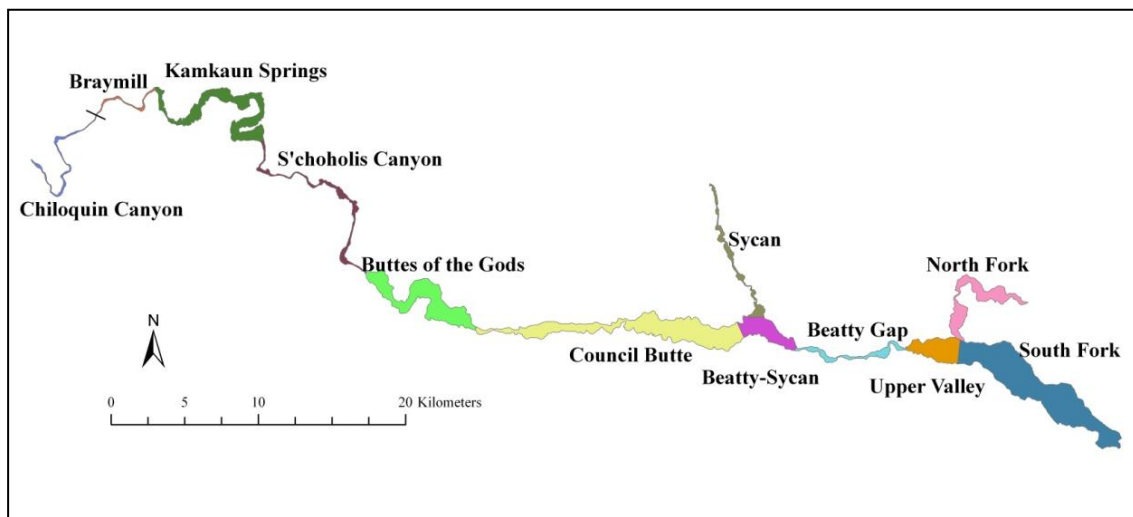 Braymill
Kamkaun Springs
S'choholis Canyon
Chiloquin Canyon
Sycan
Buttes of the Gods
North Fork
N
Beatty Gap
South Fork
Council Butte
Beatty-Sycan
Upper Valley
0 5 10 20 Kilometers